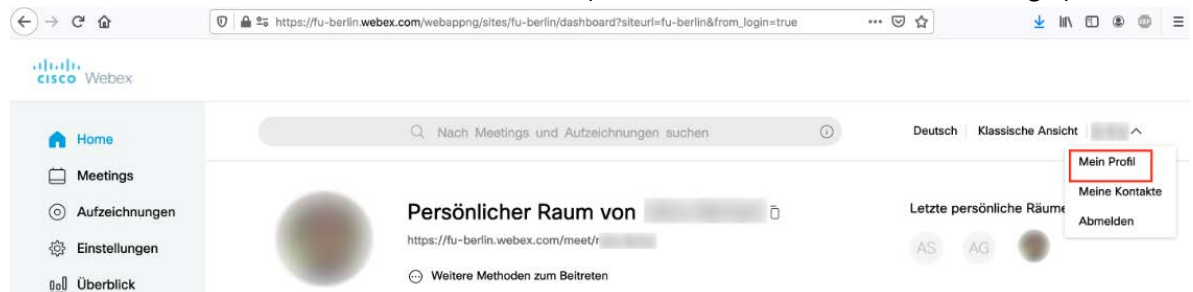 https://fu-berlin.webex.com/webappng/sites/fu-berlin/dashboard?siteurl=fu-berlin&from_login=true
CISCO Webex
Home
Nach Meetings und Aufzeichnungen suchen
Deutsch Klassische Ansicht
Mein Profil
Meetings
Meine Kontakte
Aufzeichnungen
Persönlicher Raum von
Letzte persönliche Räume
Abmelden
https://fu-berlin.webex.com/meet/r
Einstellungen
AS AG
Weitere Methoden zum Beitreten
Überblick